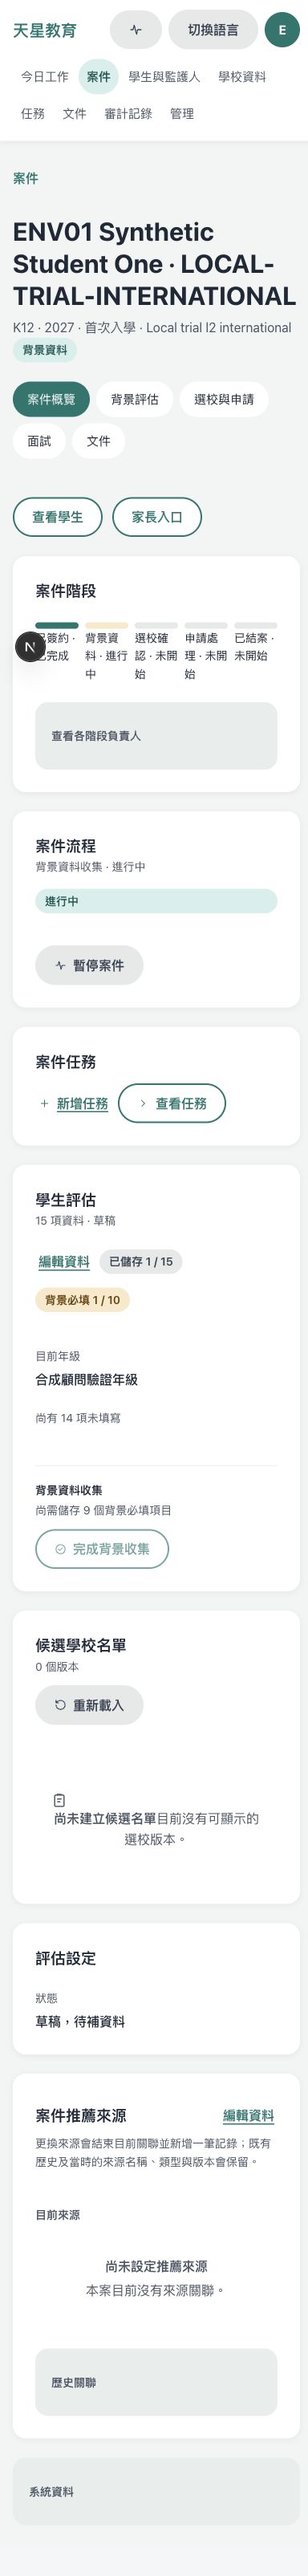 天星教育
切換語言
E
今日工作 案件 學生與監護人 學校資料
任務 文件 審計記錄 管理
案件
ENV01 Synthetic
Student One · LOCAL-
TRIAL-INTERNATIONAL
K12 · 2027 · 首次入學 · Local trial I2 international
背景資料
案件概覽 背景評估 選校與申請
面試 文件
查看學生 家長入口
案件階段
已簽約 · 已完成
背景資料 · 進行中
選校確認 · 未開始
申請處理 · 未開始
已結案 · 未開始
N
查看各階段負責人
案件流程
背景資料收集 · 進行中
進行中
暫停案件
案件任務
新增任務 查看任務
學生評估
15 項資料 · 草稿
編輯資料 已儲存 1 / 15
背景必填 1 / 10
目前年級
合成顧問驗證年級
尚有 14 項未填寫
背景資料收集
尚需儲存 9 個背景必填項目
完成背景收集
候選學校名單
0 個版本
重新載入
尚未建立候選名單目前沒有可顯示的
選校版本。
評估設定
狀態
草稿，待補資料
案件推薦來源 編輯資料
更換來源會結束目前關聯並新增一筆記錄；既有
歷史及當時的來源名稱、類型與版本會保留。
目前來源
尚未設定推薦來源
本案目前沒有來源關聯。
歷史關聯
系統資料